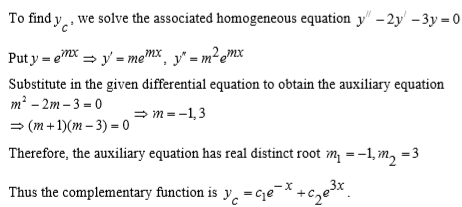 To find y_c, we solve the associated homogeneous equation y'' − 2y' − 3y = 0
Put y = e^{mx} ⇒ y' = me^{mx}, y'' = m^2e^{mx}
Substitute in the given differential equation to obtain the auxiliary equation
m^2 − 2m − 3 = 0
⇒ (m + 1)(m − 3) = 0 ⇒ m = −1, 3
Therefore, the auxiliary equation has real distinct root m_1 = −1, m_2 = 3
Thus the complementary function is y_c = c_1e^{−x} + c_2e^{3x}.